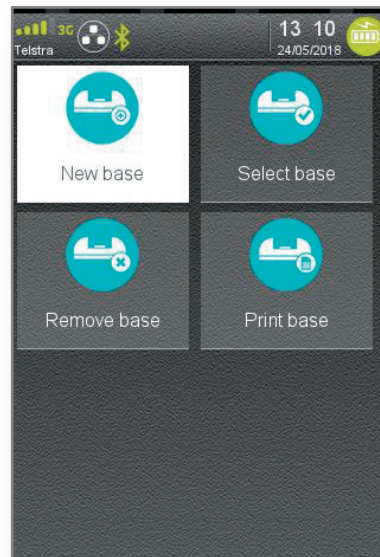 3G
13 10
Telstra
24/05/2018
New base
Select base
Remove base
Print base